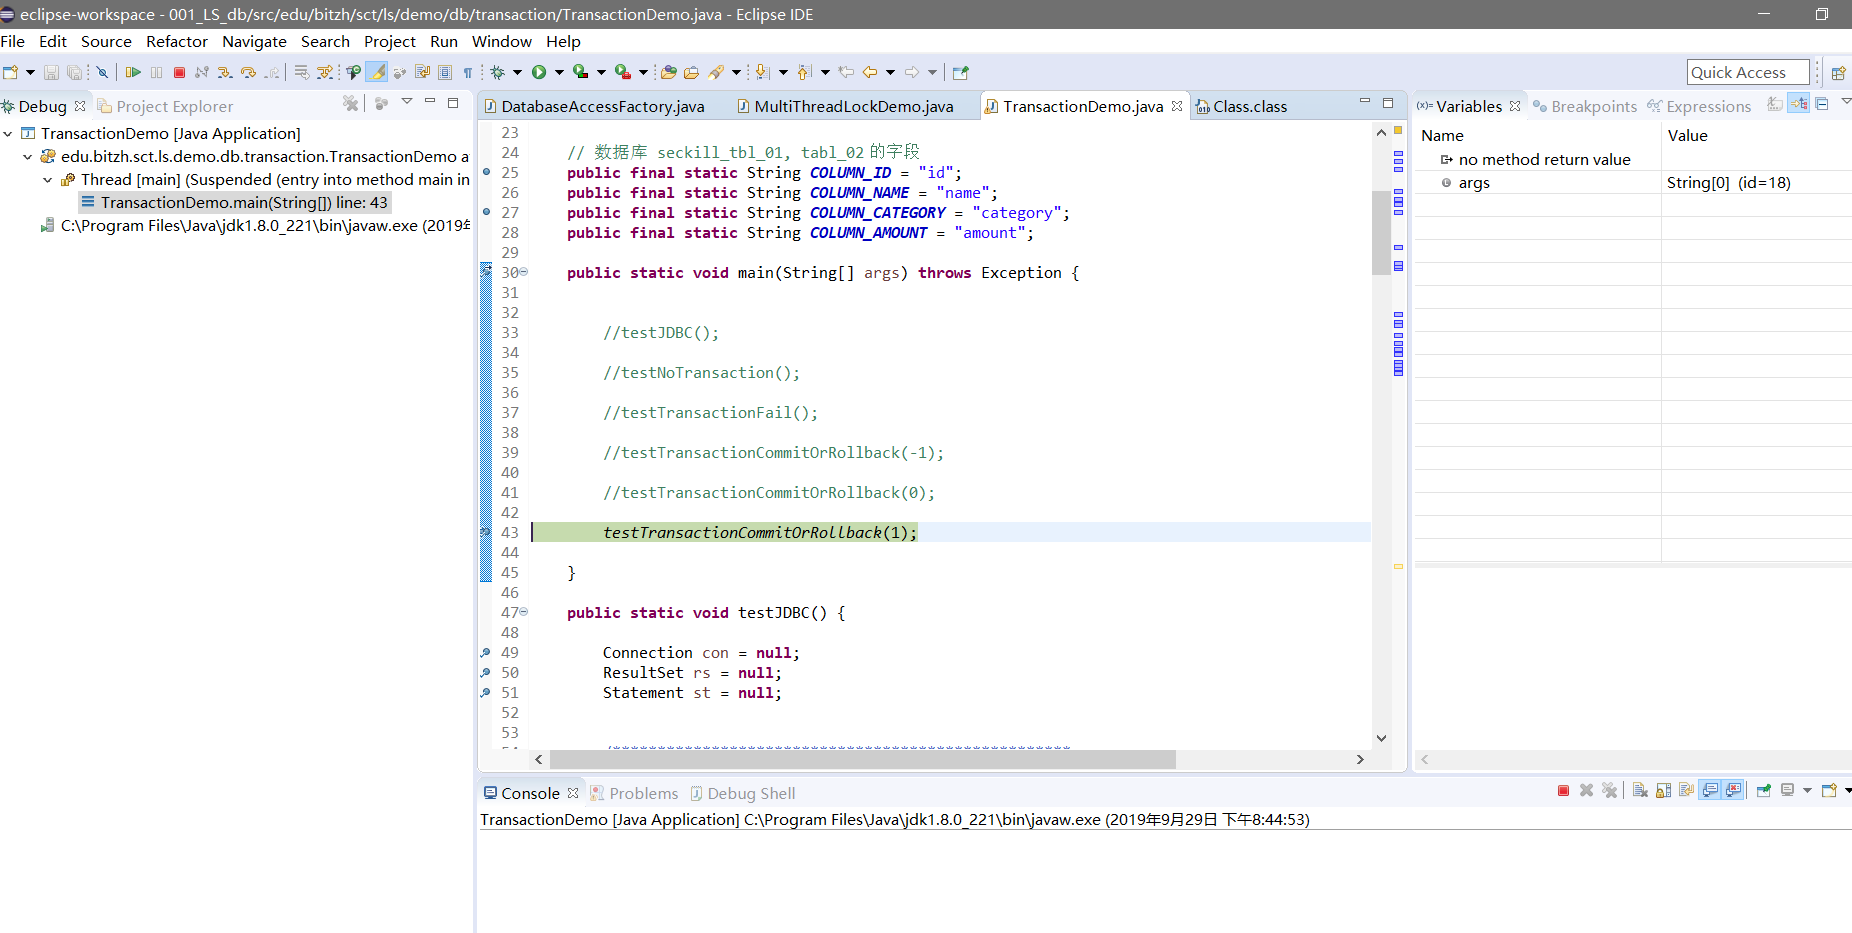 eclipse-workspace - 001_LS_db/src/edu/bitzh/sct/ls/demo/db/transaction/TransactionDemo.java - Eclipse IDE
File Edit Source Refactor Navigate Search Project Run Window Help
Quick Access
Debug Project Explorer
TransactionDemo [Java Application]
edu.bitzh.sct.ls.demo.db.transaction.TransactionDemo a
Thread [main] (Suspended (entry into method main in
TransactionDemo.main(String[]) line: 43
C:\Program Files\Java\jdk1.8.0_221\bin\javaw.exe (2019年
DatabaseAccessFactory.java MultiThreadLockDemo.java TransactionDemo.java Class.class
23
24 // 数据库 seckill_tbl_01, tabl_02 的字段
25 public final static String COLUMN_ID = "id";
26 public final static String COLUMN_NAME = "name";
27 public final static String COLUMN_CATEGORY = "category";
28 public final static String COLUMN_AMOUNT = "amount";
29
30 public static void main(String[] args) throws Exception {
31
32
33 //testJDBC();
34
35 //testNoTransaction();
36
37 //testTransactionFail();
38
39 //testTransactionCommitOrRollback(-1);
40
41 //testTransactionCommitOrRollback(0);
42
43 testTransactionCommitOrRollback(1);
44
45 }
46
47 public static void testJDBC() {
48
49 Connection con = null;
50 ResultSet rs = null;
51 Statement st = null;
52
53
(x)= Variables Breakpoints Expressions
Name Value
no method return value
args String[0] (id=18)
Console Problems Debug Shell
TransactionDemo [Java Application] C:\Program Files\Java\jdk1.8.0_221\bin\javaw.exe (2019年9月29日 下午8:44:53)